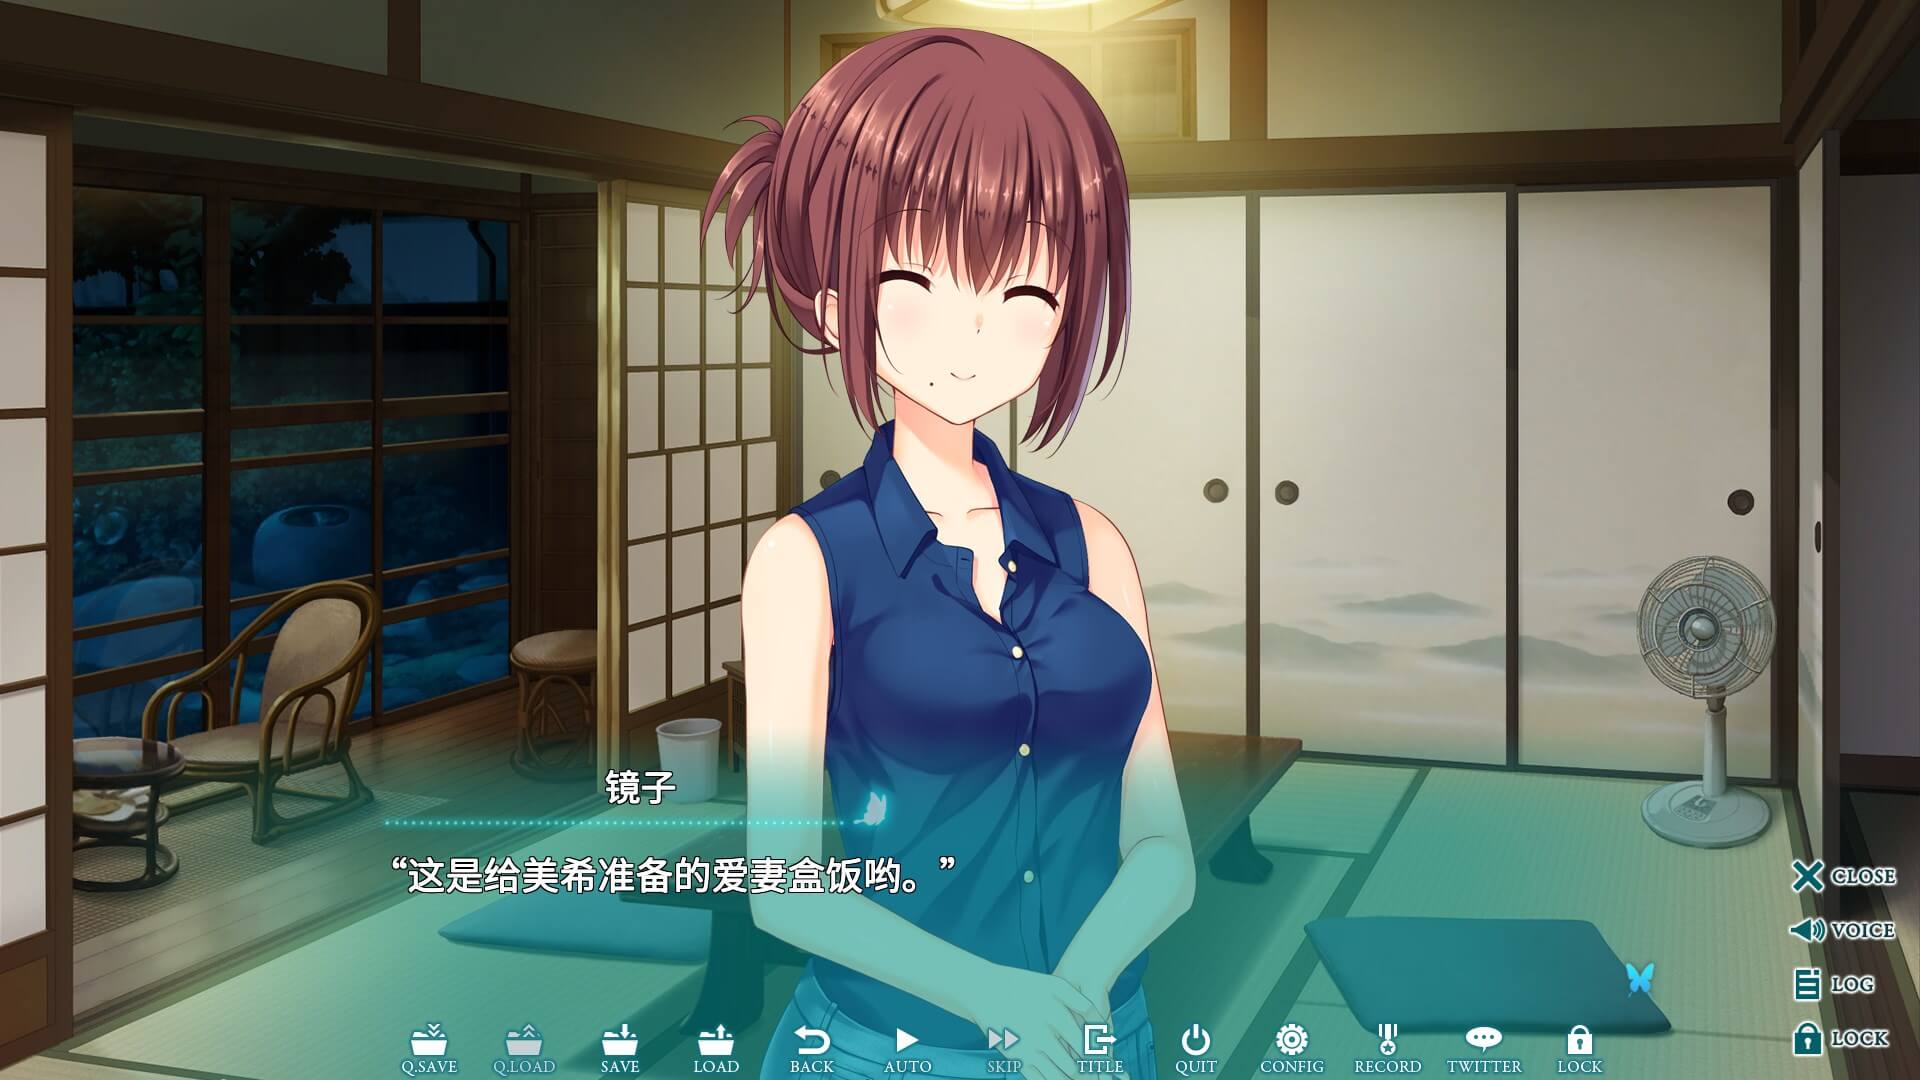 镜子
“这是给美希准备的爱妻盒饭哟。”
CLOSE
VOICE
LOG
LOCK
Q.SAVE
Q.LOAD
SAVE
LOAD
BACK
AUTO
SKIP
TITLE
QUIT
CONFIG
RECORD
TWITTER
LOCK